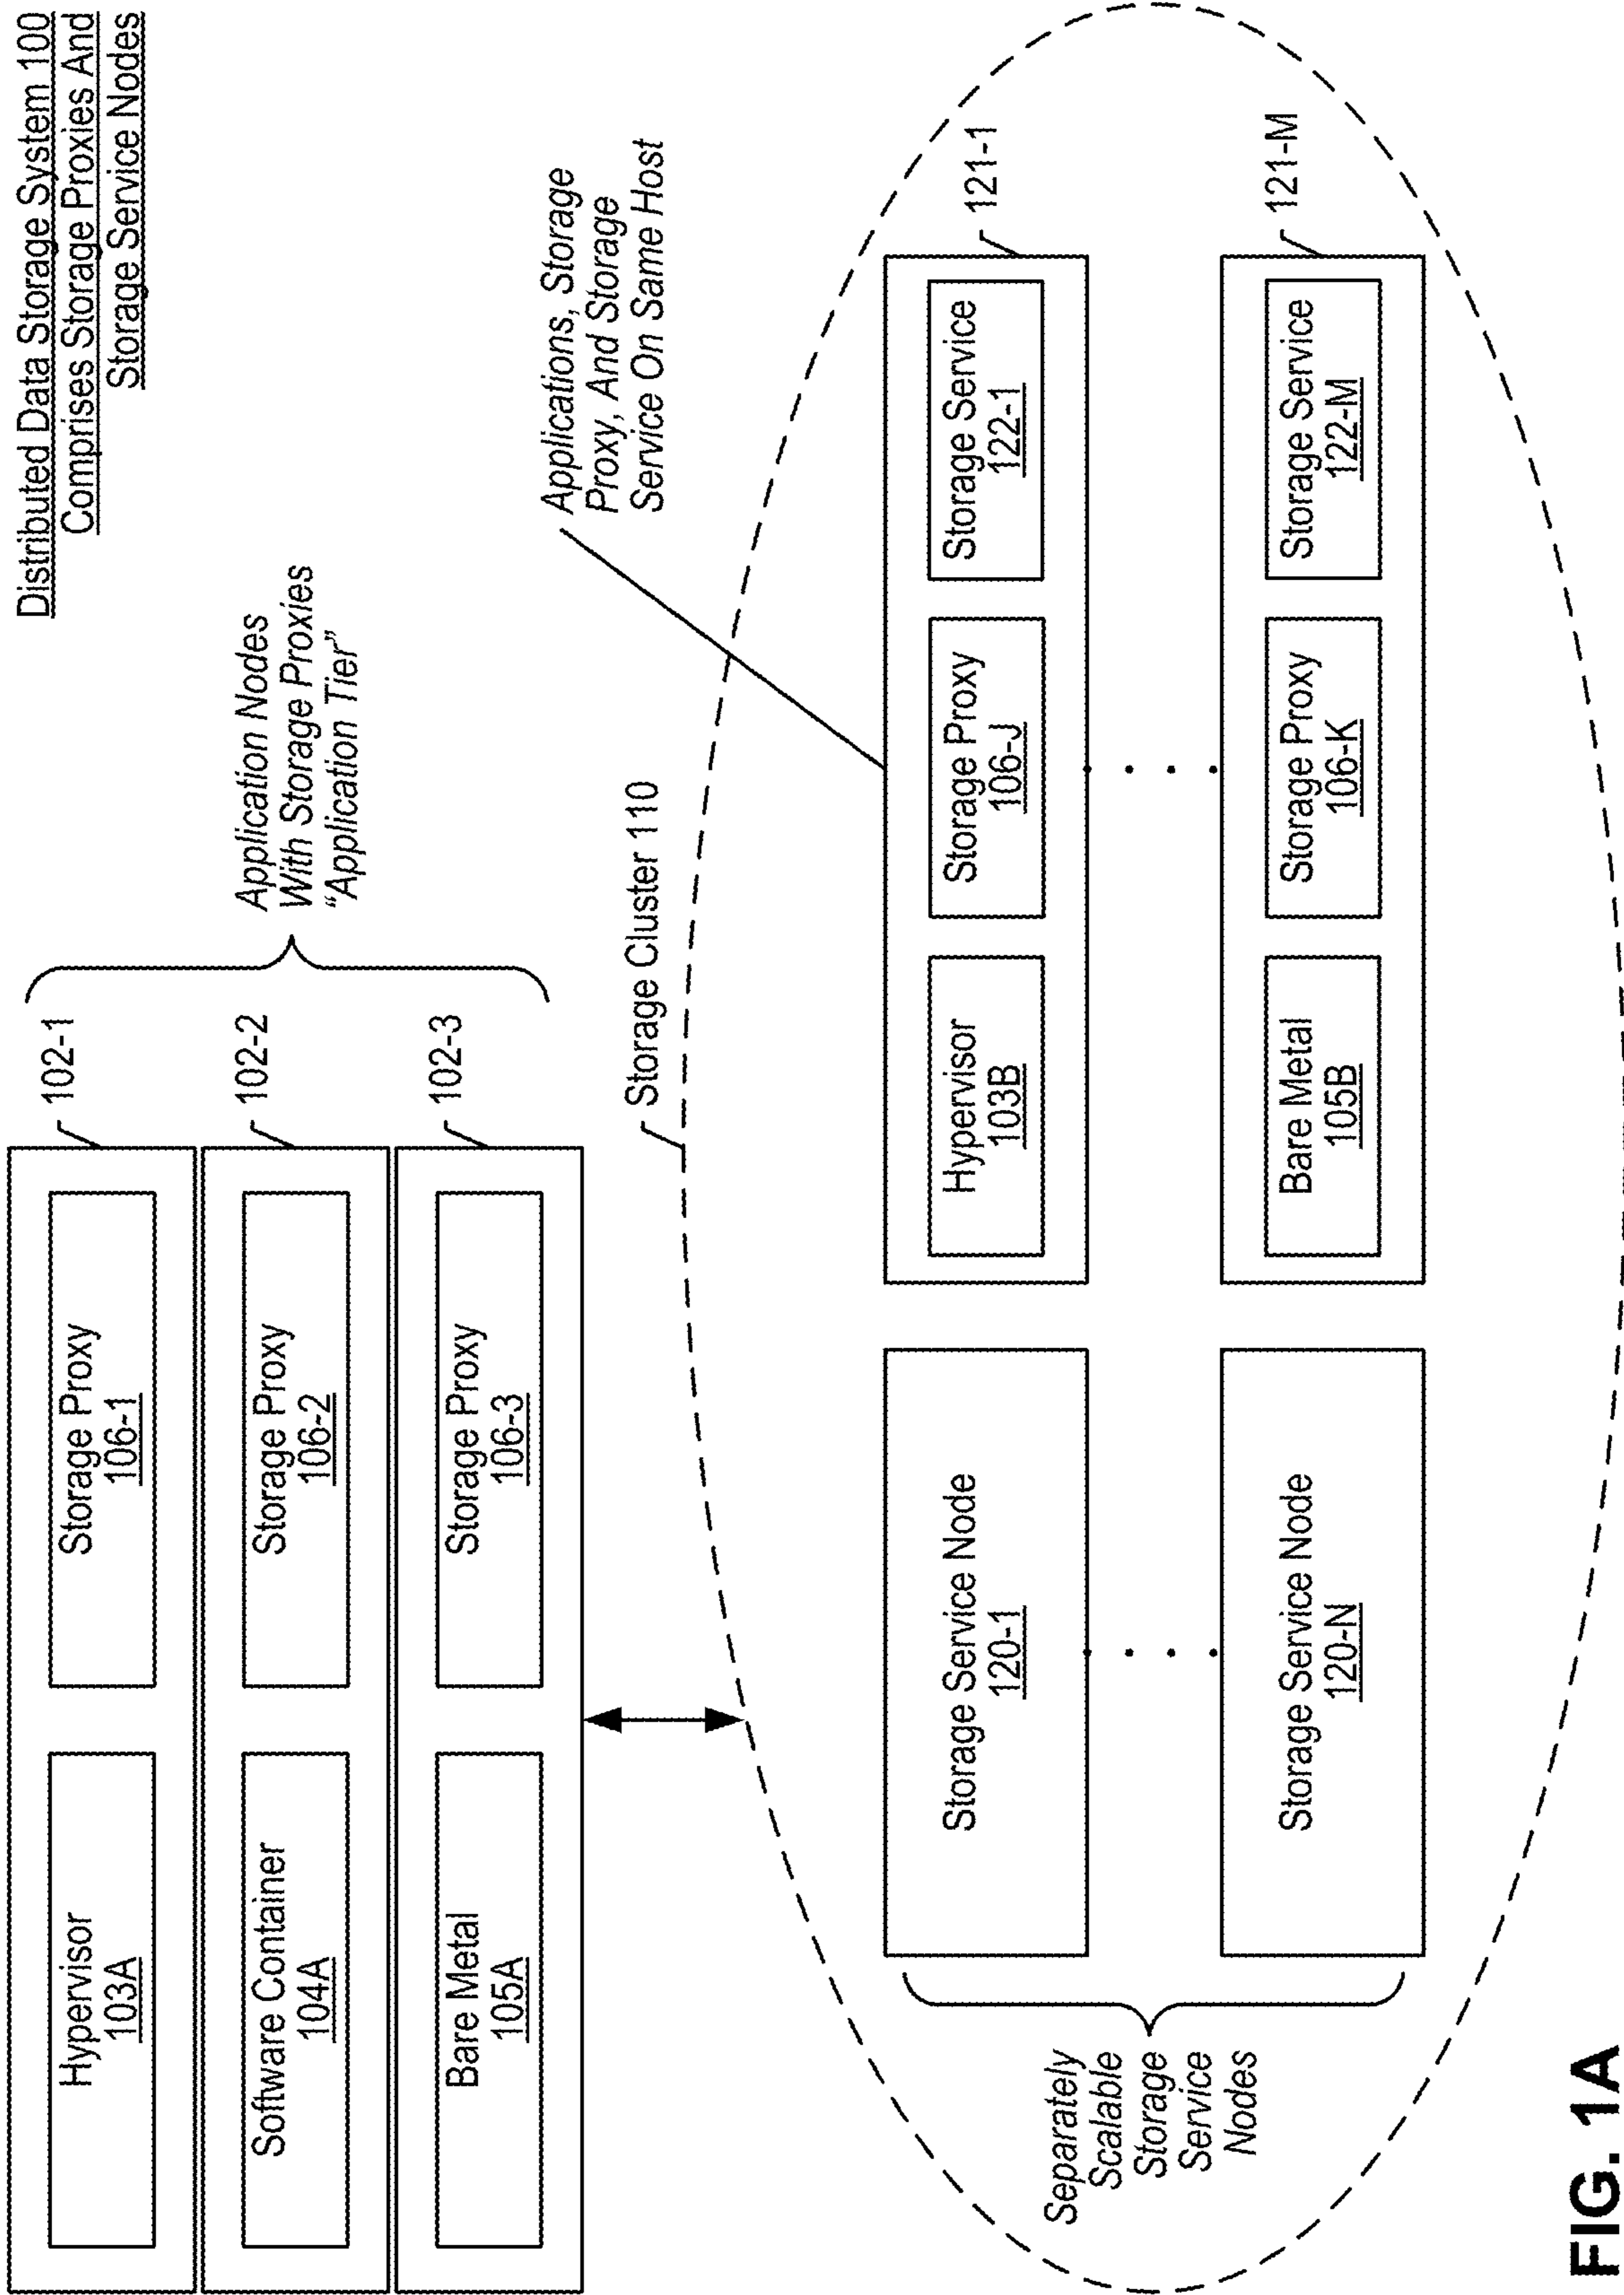 Distributed Data Storage System 100
Comprises Storage Proxies And
Storage Service Nodes
Hypervisor
103A
Storage Proxy
106-1
102-1
Software Container
104A
Storage Proxy
106-2
102-2
Bare Metal
105A
Storage Proxy
106-3
102-3
Application Nodes
With Storage Proxies
“Application Tier”
Storage Cluster 110
Applications, Storage
Proxy, And Storage
Service On Same Host
Separately
Scalable
Storage
Service
Nodes
Storage Service Node
120-1
Storage Service Node
120-N
Hypervisor
103B
Storage Proxy
106-J
Storage Service
122-1
121-1
Bare Metal
105B
Storage Proxy
106-K
Storage Service
122-M
121-M
FIG. 1A